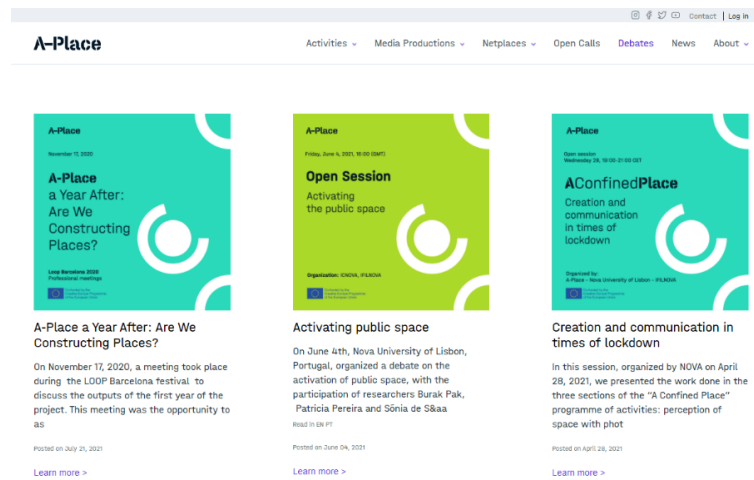 Contact | Log in
A-Place
Activities
Media Productions
Netplaces
Open Calls
Debates
News
About
A-Place
November 17, 2020
A-Place
a Year After:
Are We
Constructing
Places?
Loop Barcelona 2020
Professional meetings
A-Place a Year After: Are We
Constructing Places?
On November 17, 2020, a meeting took place
during the LOOP Barcelona festival to
discuss the outputs of the first year of the
project. This meeting was the opportunity to
as
Posted on July 21, 2021
Learn more >
A-Place
Friday, June 4, 2021, 16:00 (GMT)
Open Session
Activating
the public space
Organisation: ICNOVA, IFILNOVA
Activating public space
On June 4th, Nova University of Lisbon,
Portugal, organized a debate on the
activation of public space, with the
participation of researchers Burak Pak,
Patricia Pereira and Sónia de S&aa
Read in EN PT
Posted on June 04, 2021
Learn more >
A-Place
Open session
Wednesday 28, 19:00-21:00 CET
AConfinedPlace
Creation and
communication
in times of
lockdown
Organized by:
A-Place - Nova University of Lisbon - IFILNOVA
Creation and communication in
times of lockdown
In this session, organized by NOVA on April
28, 2021, we presented the work done in the
three sections of the "A Confined Place"
programme of activities: perception of
space with phot
Posted on April 28, 2021
Learn more >